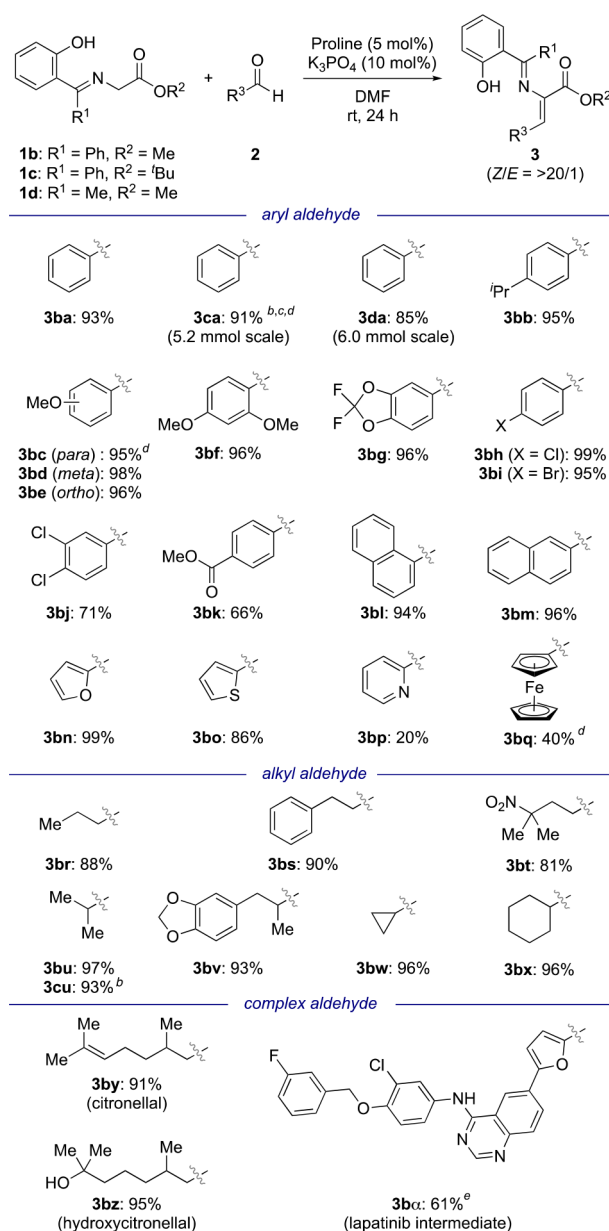 OH
N
O
OR²
R¹
+
O
R³
H
Proline (5 mol%)
K₃PO₄ (10 mol%)
DMF
rt, 24 h
R¹
OH
N
O
OR²
R³
1b: R¹ = Ph, R² = Me
1c: R¹ = Ph, R² = ᵗBu
1d: R¹ = Me, R² = Me
2
3
(Z/E = >20/1)
aryl aldehyde
ⁱPr
3ba: 93%
3ca: 91% ᵇ,ᶜ,ᵈ
(5.2 mmol scale)
3da: 85%
(6.0 mmol scale)
3bb: 95%
MeO
3bc (para) : 95%ᵈ
3bd (meta): 98%
3be (ortho): 96%
MeO
OMe
3bf: 96%
F
F
O
O
3bg: 96%
X
3bh (X = Cl): 99%
3bi (X = Br): 95%
Cl
Cl
3bj: 71%
MeO
O
3bk: 66%
3bl: 94%
3bm: 96%
O
3bn: 99%
S
3bo: 86%
N
3bp: 20%
Fe
3bq: 40% ᵈ
alkyl aldehyde
Me
3br: 88%
3bs: 90%
O₂N
Me
Me
3bt: 81%
Me
Me
3bu: 97%
3cu: 93% ᵇ
O
O
Me
3bv: 93%
3bw: 96%
3bx: 96%
complex aldehyde
Me
Me
Me
3by: 91%
(citronellal)
Me
Me
Me
HO
3bz: 95%
(hydroxycitronellal)
F
Cl
O
NH
N
N
O
3bα: 61%ᵉ
(lapatinib intermediate)